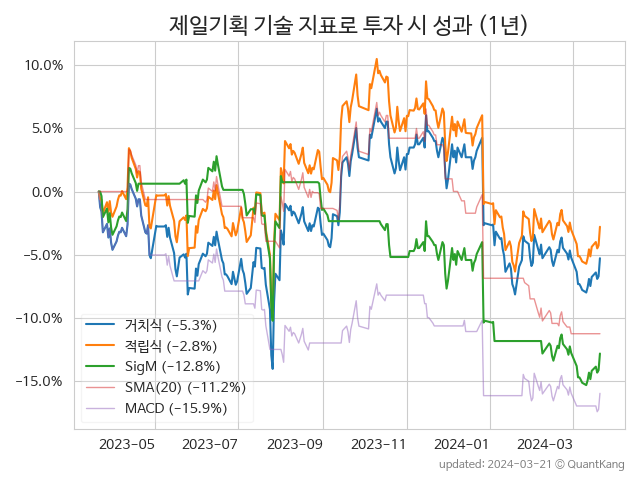 제일기획 기술 지표로 투자 시 성과 (1년)
10.0%
5.0%
0.0%
−5.0%
−10.0%
−15.0%
거치식 (−5.3%)
적립식 (−2.8%)
SigM (−12.8%)
SMA(20) (−11.2%)
MACD (−15.9%)
2023-05 2023-07 2023-09 2023-11 2024-01 2024-03
updated: 2024-03-21 ⓒ QuantKang